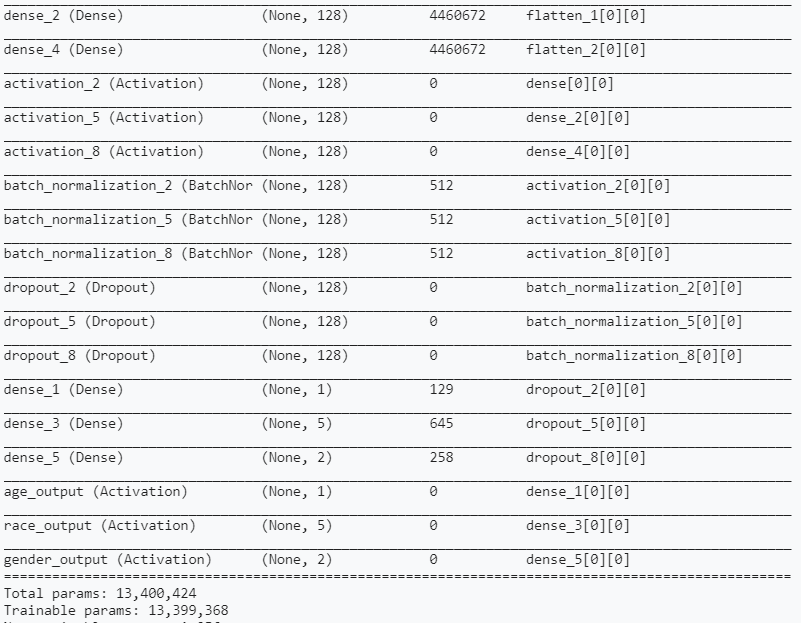 dense_2 (Dense) (None, 128) 4460672 flatten_1[0][0]
dense_4 (Dense) (None, 128) 4460672 flatten_2[0][0]
activation_2 (Activation) (None, 128) 0 dense[0][0]
activation_5 (Activation) (None, 128) 0 dense_2[0][0]
activation_8 (Activation) (None, 128) 0 dense_4[0][0]
batch_normalization_2 (BatchNor (None, 128) 512 activation_2[0][0]
batch_normalization_5 (BatchNor (None, 128) 512 activation_5[0][0]
batch_normalization_8 (BatchNor (None, 128) 512 activation_8[0][0]
dropout_2 (Dropout) (None, 128) 0 batch_normalization_2[0][0]
dropout_5 (Dropout) (None, 128) 0 batch_normalization_5[0][0]
dropout_8 (Dropout) (None, 128) 0 batch_normalization_8[0][0]
dense_1 (Dense) (None, 1) 129 dropout_2[0][0]
dense_3 (Dense) (None, 5) 645 dropout_5[0][0]
dense_5 (Dense) (None, 2) 258 dropout_8[0][0]
age_output (Activation) (None, 1) 0 dense_1[0][0]
race_output (Activation) (None, 5) 0 dense_3[0][0]
gender_output (Activation) (None, 2) 0 dense_5[0][0]
Total params: 13,400,424
Trainable params: 13,399,368